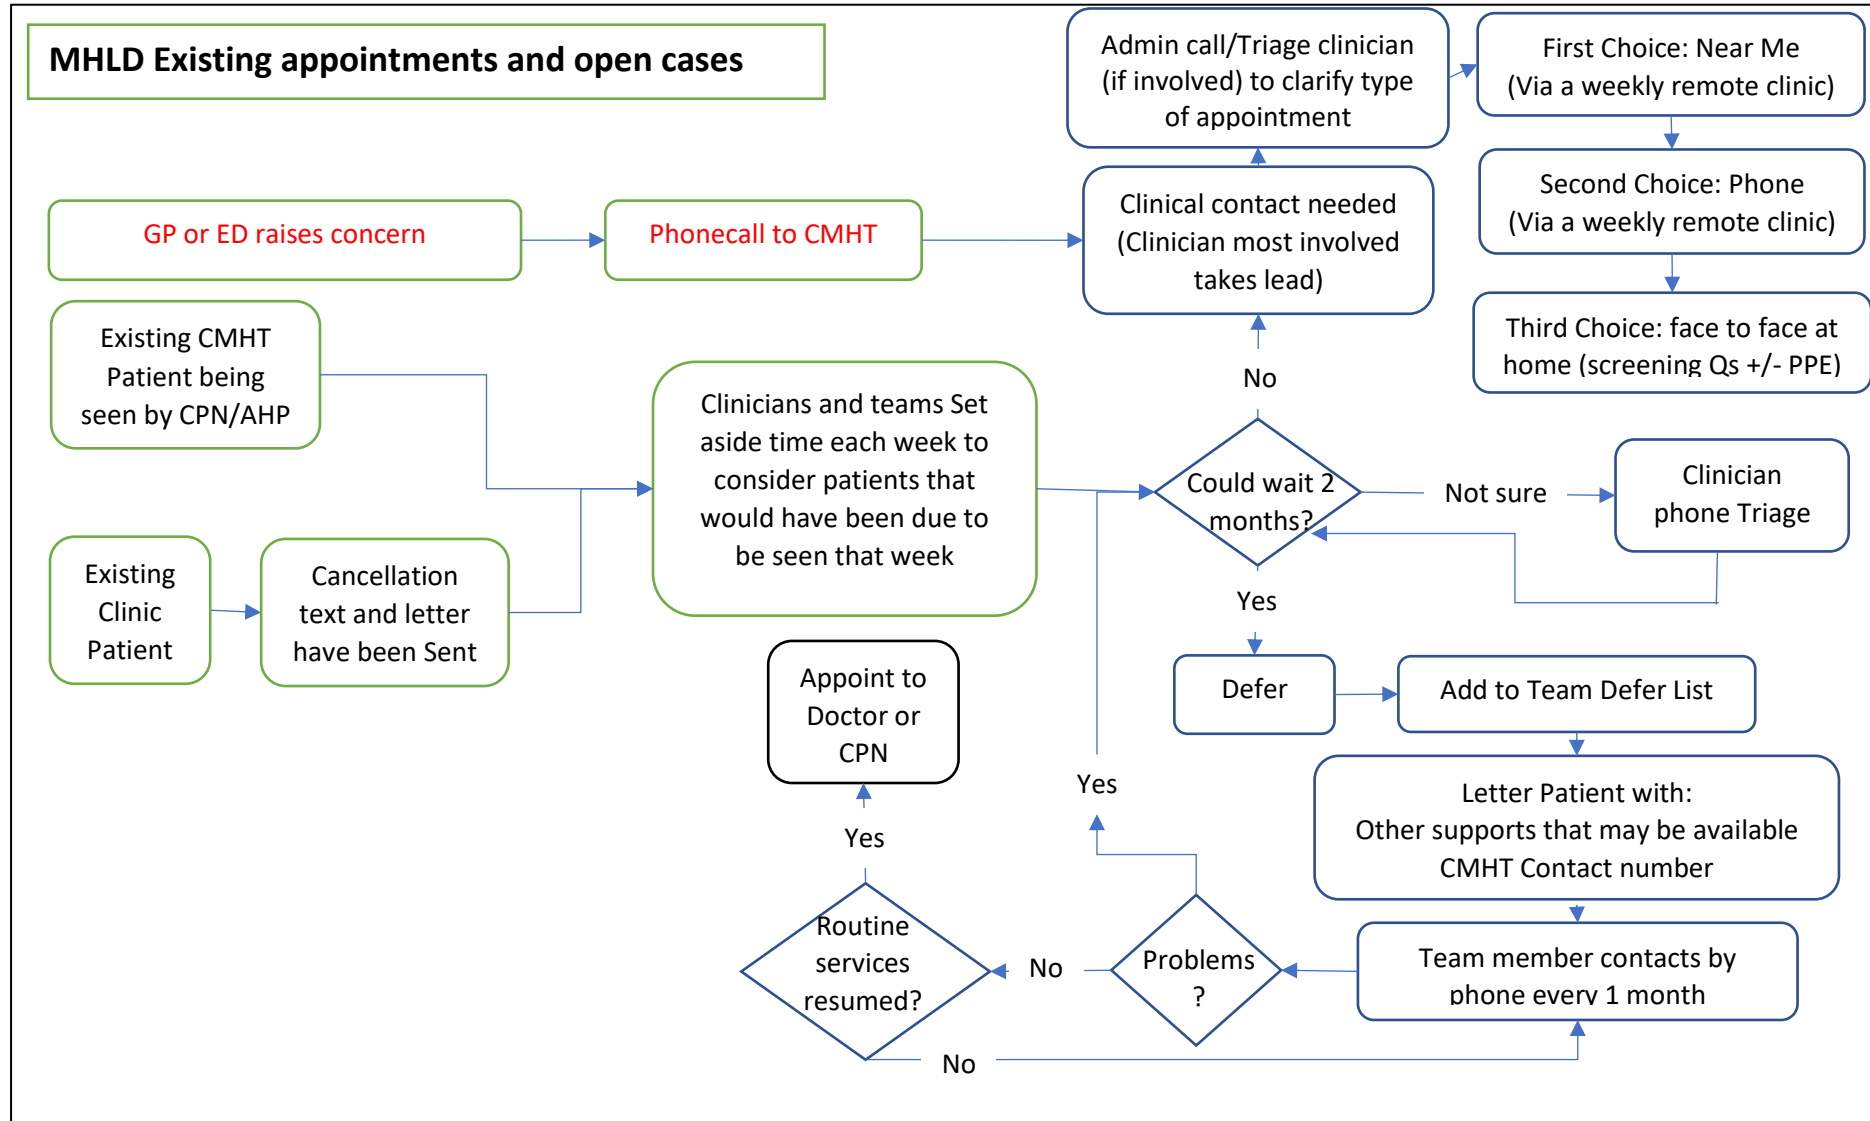 MHLD Existing appointments and open cases
Admin call/Triage clinician
(if involved) to clarify type
of appointment
First Choice: Near Me
(Via a weekly remote clinic)
Second Choice: Phone
(Via a weekly remote clinic)
Third Choice: face to face at
home (screening Qs +/- PPE)
GP or ED raises concern
Phonecall to CMHT
Clinical contact needed
(Clinician most involved
takes lead)
Existing CMHT
Patient being
seen by CPN/AHP
Existing
Clinic
Patient
Cancellation
text and letter
have been Sent
Clinicians and teams Set
aside time each week to
consider patients that
would have been due to
be seen that week
No
Could wait 2
months?
Not sure
Clinician
phone Triage
Yes
Defer
Add to Team Defer List
Letter Patient with:
Other supports that may be available
CMHT Contact number
Team member contacts by
phone every 1 month
Problems
?
Yes
No
Routine
services
resumed?
Yes
Appoint to
Doctor or
CPN
No